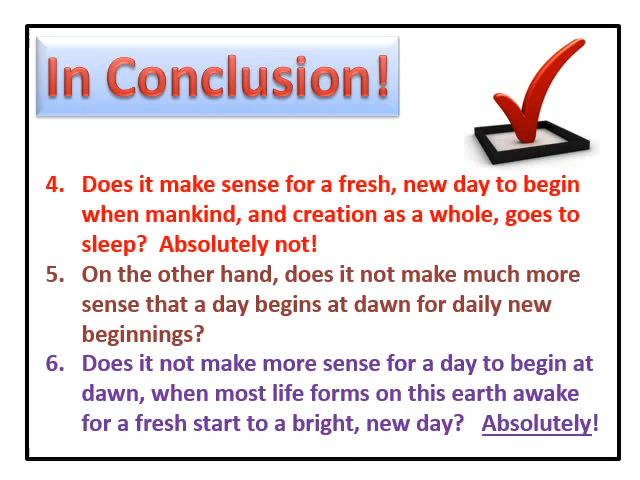 In Conclusion!
4. Does it make sense for a fresh, new day to begin
when mankind, and creation as a whole, goes to
sleep?  Absolutely not!
5. On the other hand, does it not make much more
sense that a day begins at dawn for daily new
beginnings?
6. Does it not make more sense for a day to begin at
dawn, when most life forms on this earth awake
for a fresh start to a bright, new day?   Absolutely!